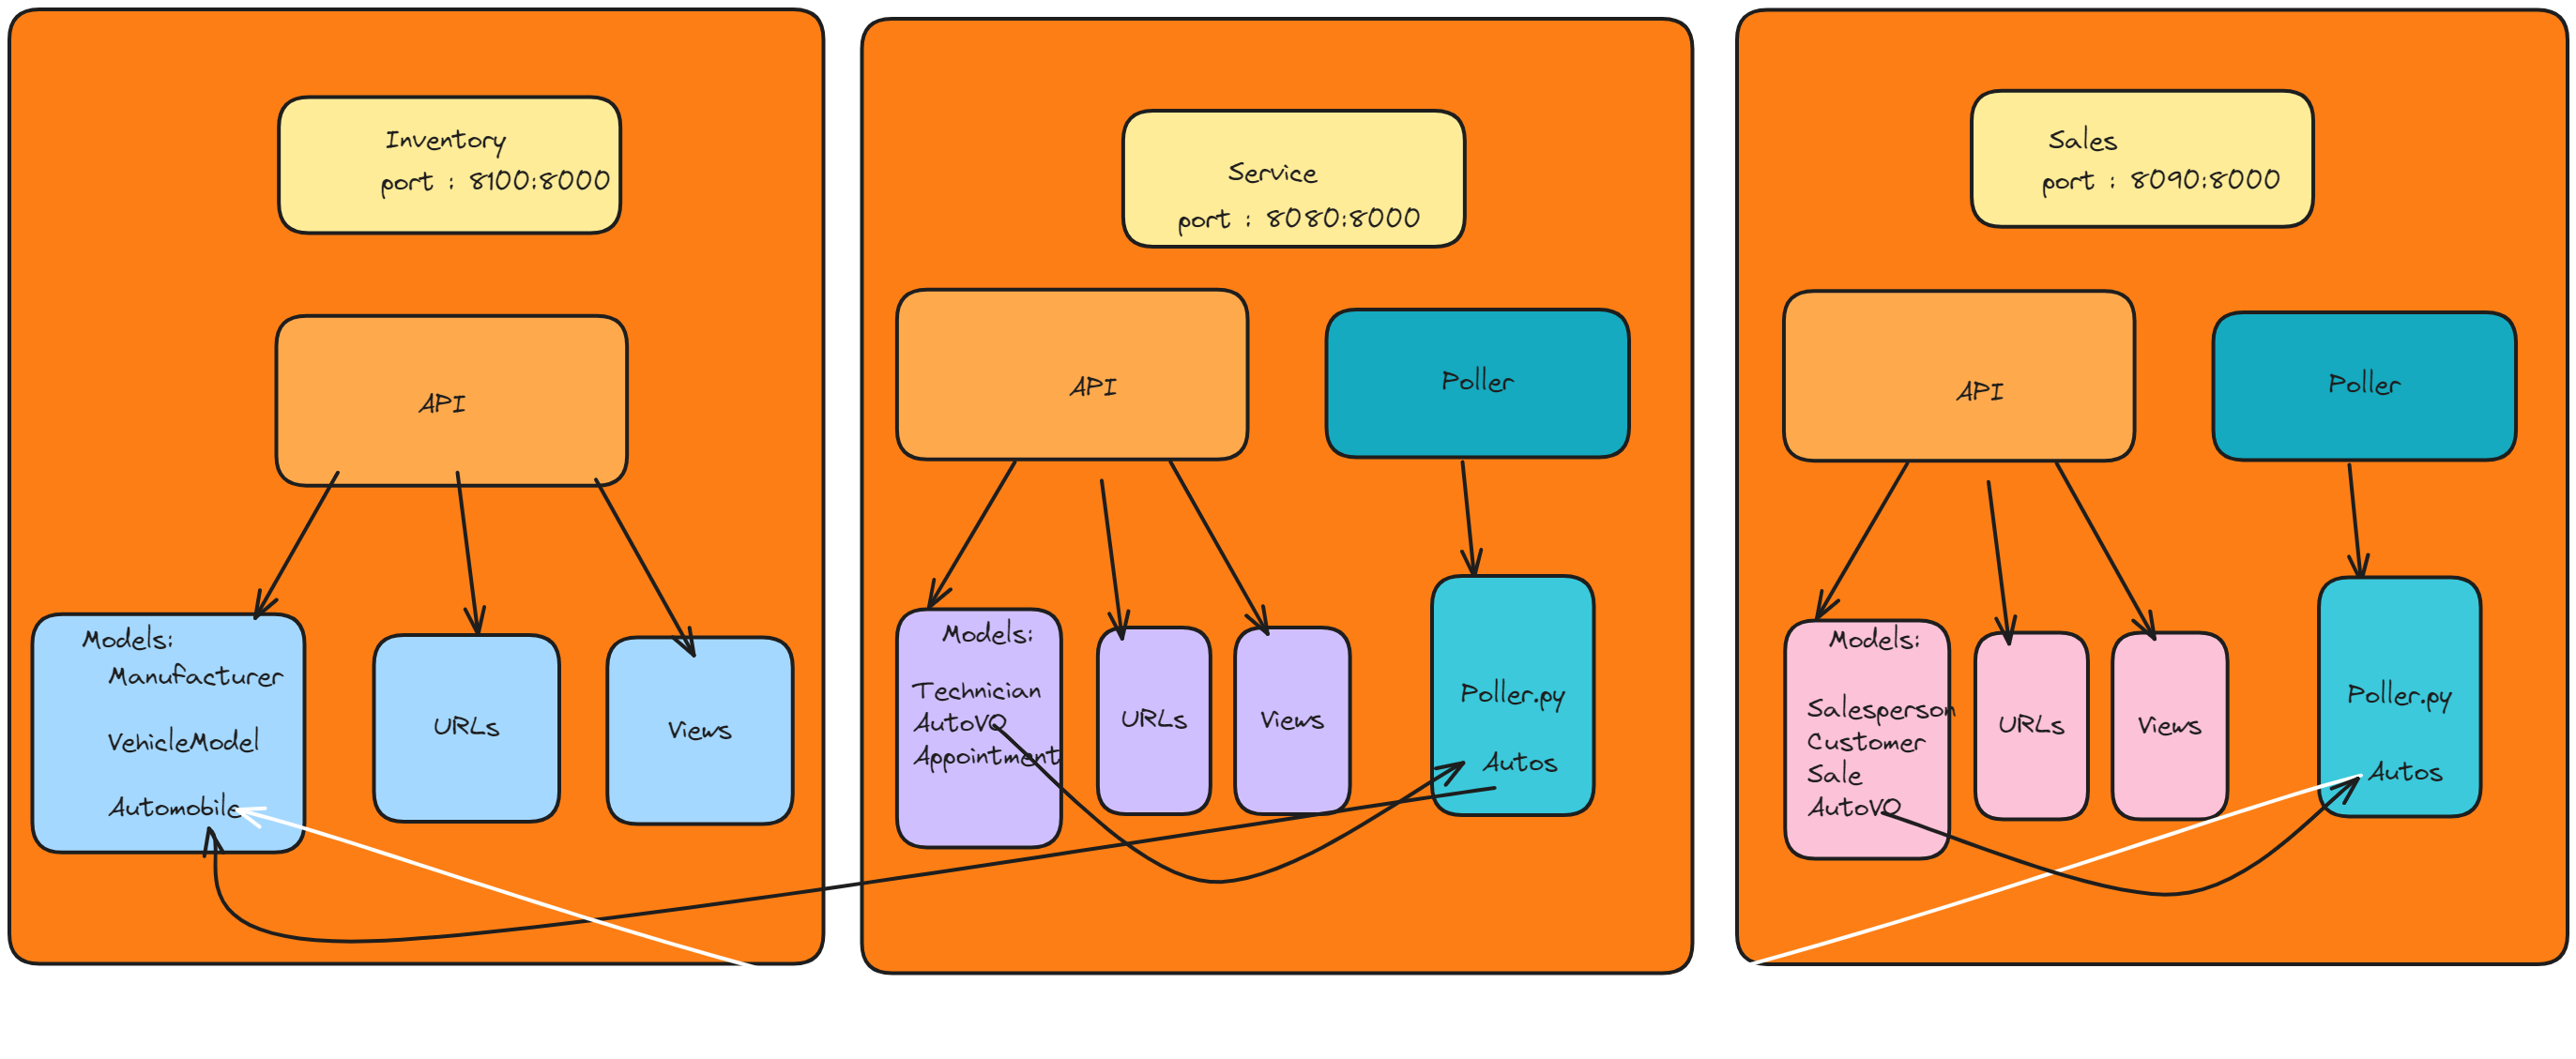 Inventory
port : 8100:8000
API
Models:
Manufacturer
VehicleModel
Automobile
URLs
Views
Service
port : 8080:8000
API
Poller
Models:
Technician
AutoVO
Appointment
URLs
Views
Poller.py
Autos
Sales
port : 8090:8000
API
Poller
Models:
Salesperson
Customer
Sale
AutoVO
URLs
Views
Poller.py
Autos